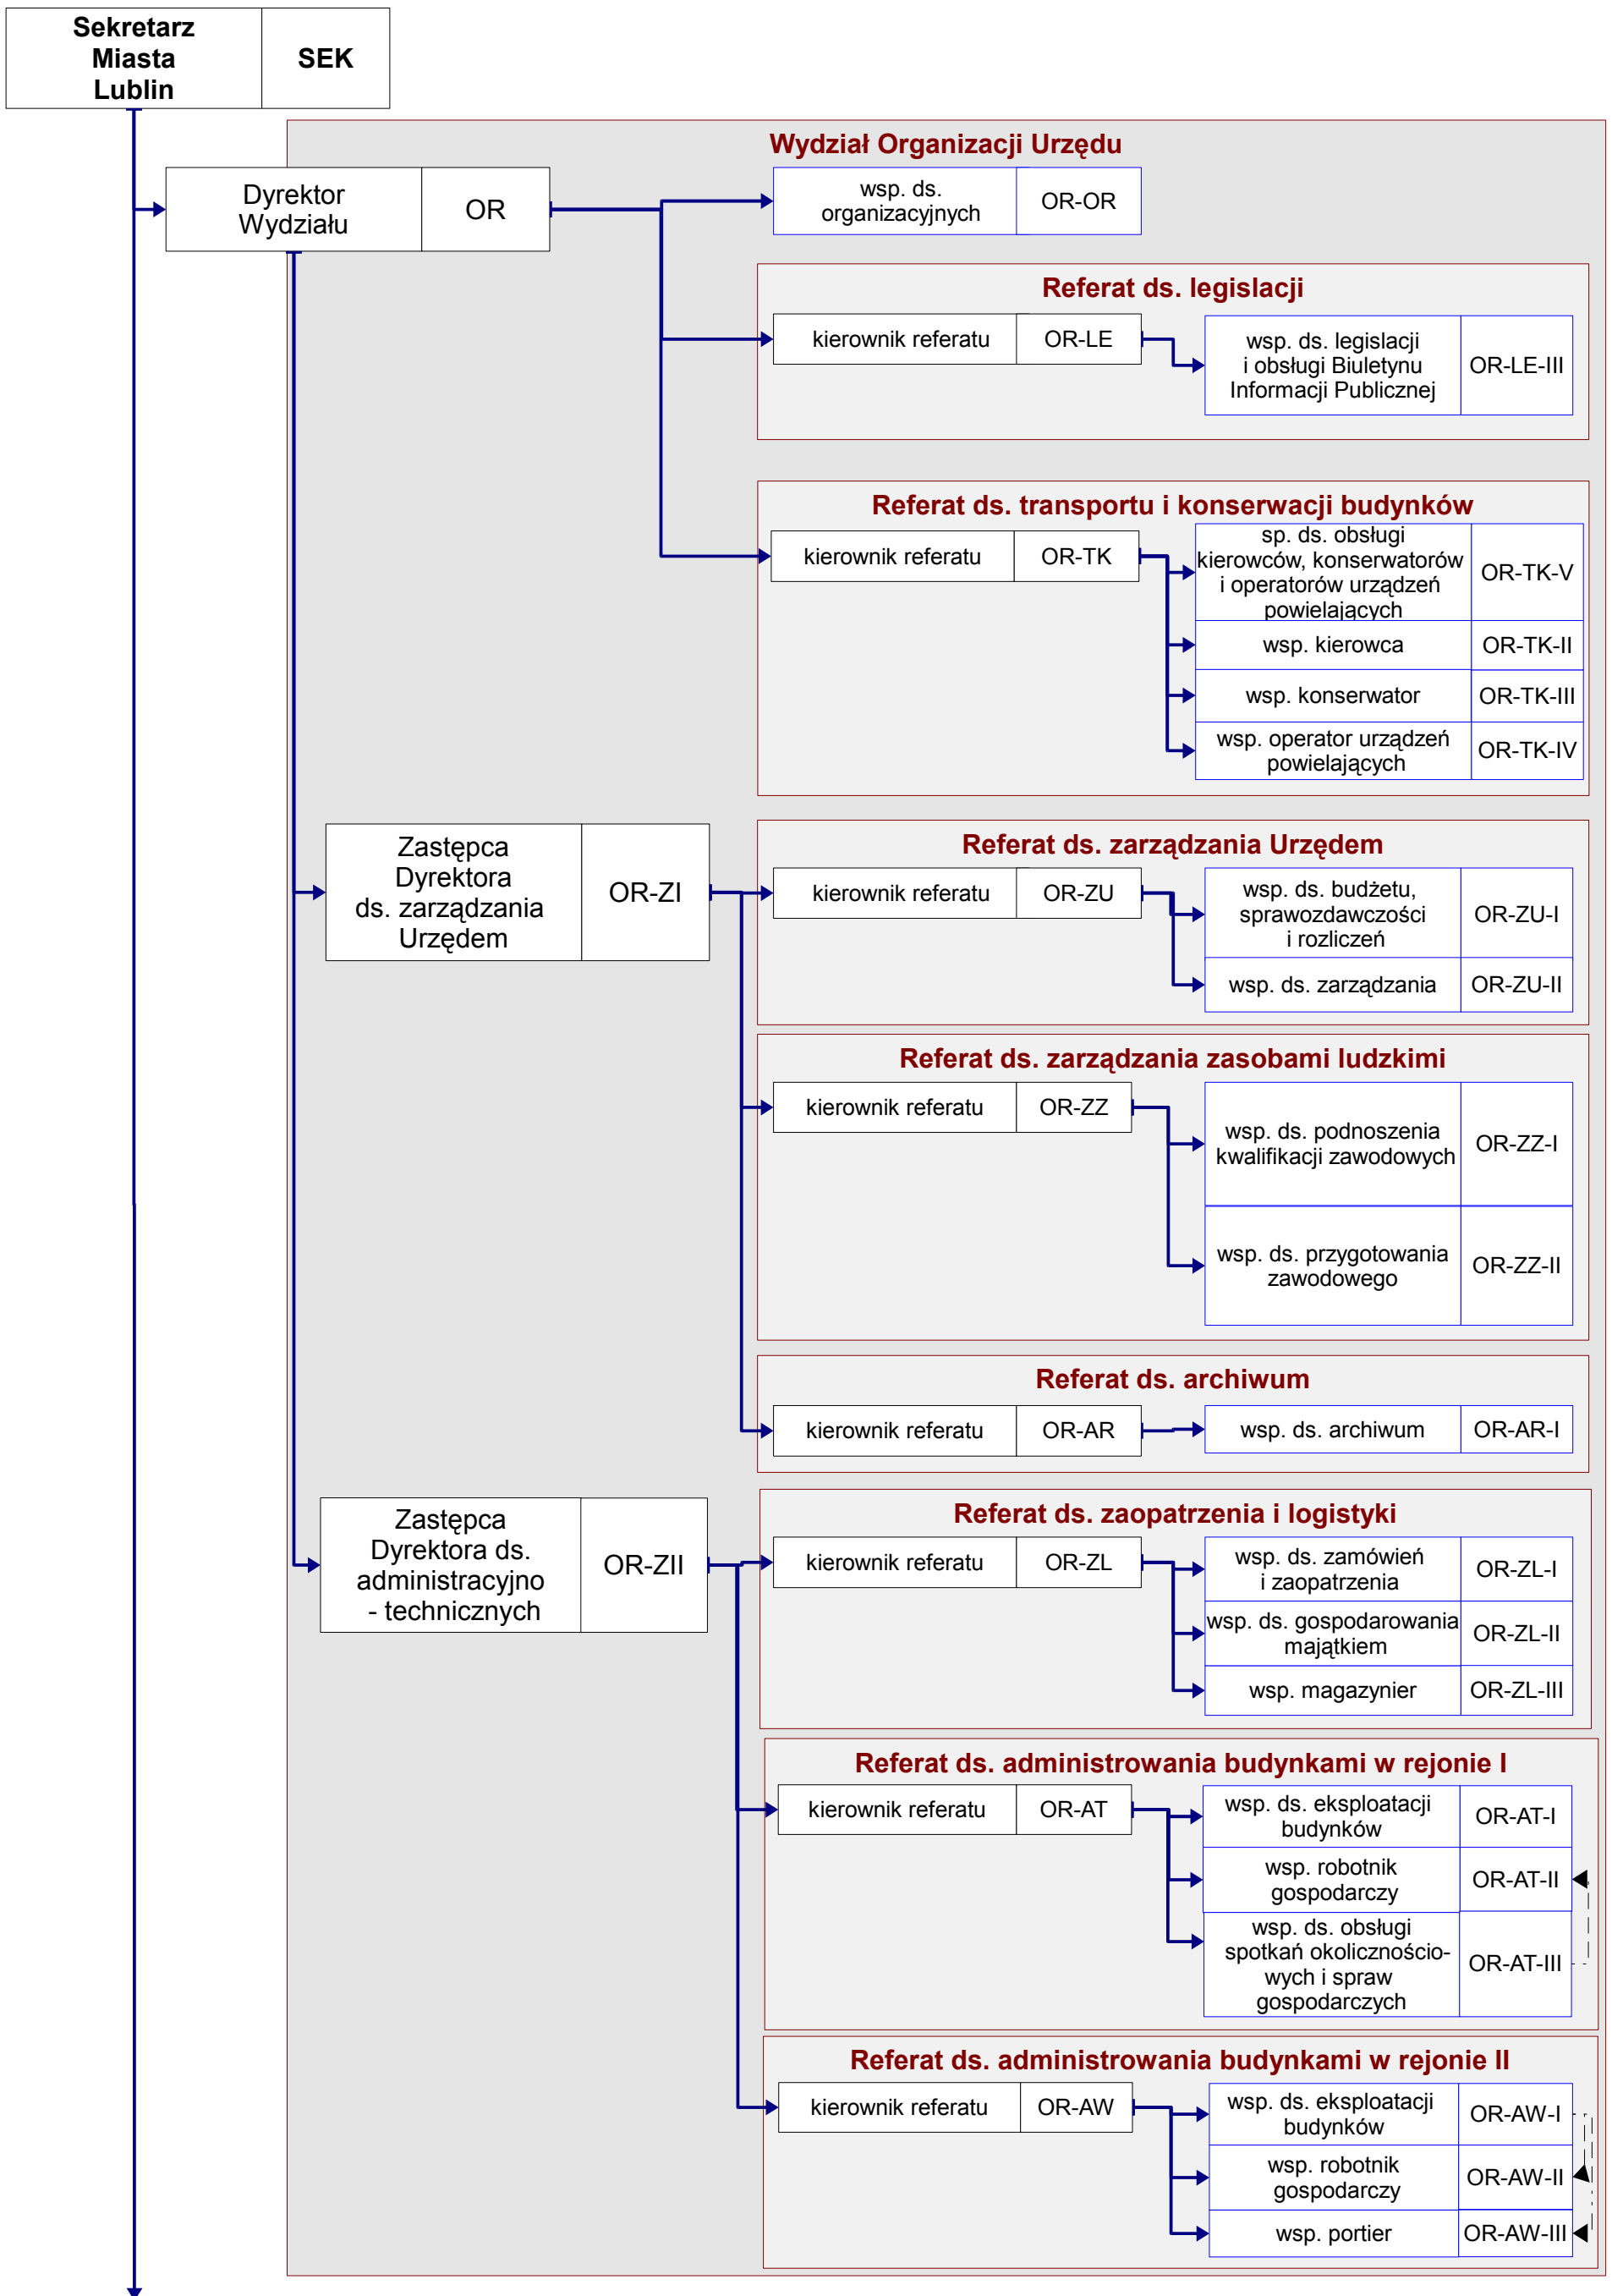 Sekretarz
Miasta
Lublin
SEK
Wydział Organizacji Urzędu
Dyrektor
Wydziału
OR
wsp. ds.
organizacyjnych
OR-OR
Referat ds. legislacji
kierownik referatu
OR-LE
wsp. ds. legislacji
i obsługi Biuletynu
Informacji Publicznej
OR-LE-III
Referat ds. transportu i konserwacji budynków
kierownik referatu
OR-TK
sp. ds. obsługi
kierowców, konserwatorów
i operatorów urządzeń
powielających
OR-TK-V
wsp. kierowca
OR-TK-II
wsp. konserwator
OR-TK-III
wsp. operator urządzeń
powielających
OR-TK-IV
Zastępca
Dyrektora
ds. zarządzania
Urzędem
OR-ZI
Referat ds. zarządzania Urzędem
kierownik referatu
OR-ZU
wsp. ds. budżetu,
sprawozdawczości
i rozliczeń
OR-ZU-I
wsp. ds. zarządzania
OR-ZU-II
Referat ds. zarządzania zasobami ludzkimi
kierownik referatu
OR-ZZ
wsp. ds. podnoszenia
kwalifikacji zawodowych
OR-ZZ-I
wsp. ds. przygotowania
zawodowego
OR-ZZ-II
Referat ds. archiwum
kierownik referatu
OR-AR
wsp. ds. archiwum
OR-AR-I
Zastępca
Dyrektora ds.
administracyjno
- technicznych
OR-ZII
Referat ds. zaopatrzenia i logistyki
kierownik referatu
OR-ZL
wsp. ds. zamówień
i zaopatrzenia
OR-ZL-I
wsp. ds. gospodarowania
majątkiem
OR-ZL-II
wsp. magazynier
OR-ZL-III
Referat ds. administrowania budynkami w rejonie I
kierownik referatu
OR-AT
wsp. ds. eksploatacji
budynków
OR-AT-I
wsp. robotnik
gospodarczy
OR-AT-II
wsp. ds. obsługi
spotkań okolicznościo-
wych i spraw
gospodarczych
OR-AT-III
Referat ds. administrowania budynkami w rejonie II
kierownik referatu
OR-AW
wsp. ds. eksploatacji
budynków
OR-AW-I
wsp. robotnik
gospodarczy
OR-AW-II
wsp. portier
OR-AW-III